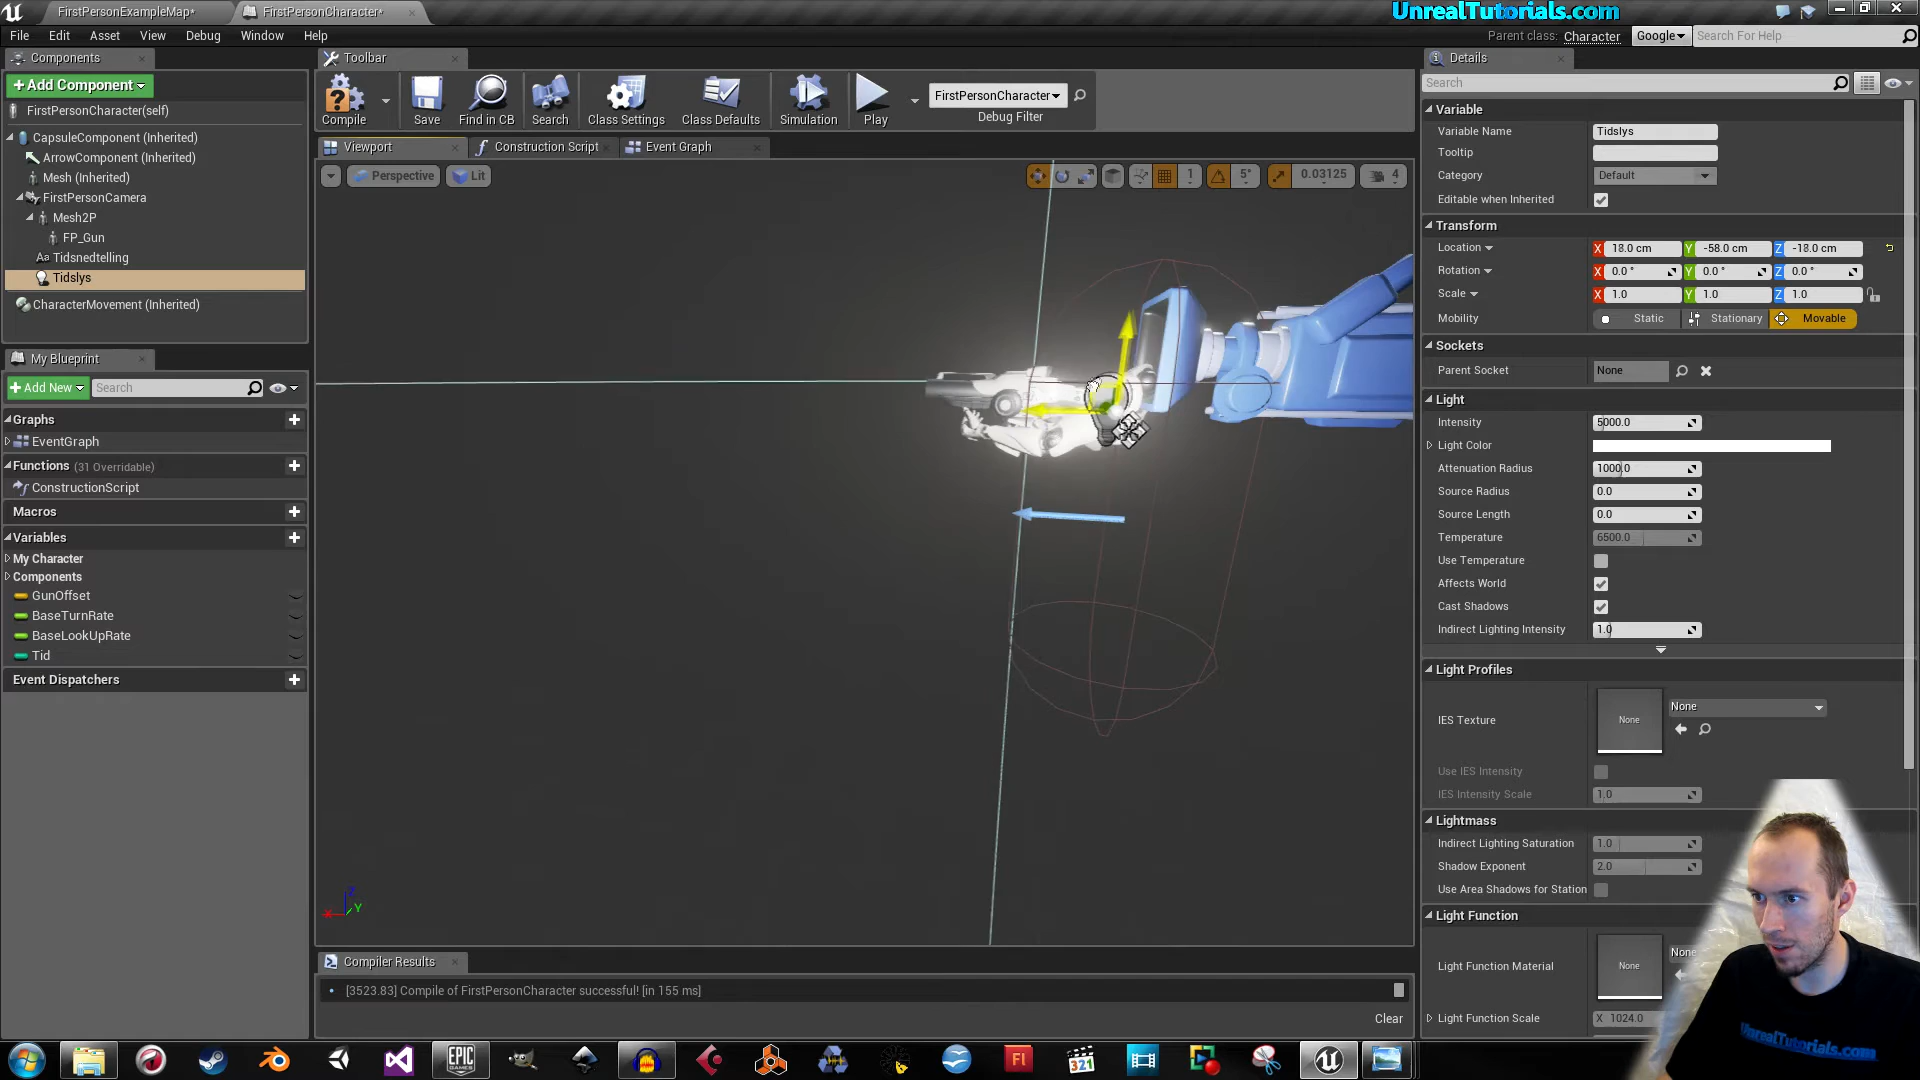 FirstPersonExampleMap*
FirstPersonCharacter*
UnrealTutorials.com
File Edit Asset View Debug Window Help
Parent class: Character Google Search For Help
Components
+ Add Component
FirstPersonCharacter(self)
CapsuleComponent (Inherited)
ArrowComponent (Inherited)
Mesh (Inherited)
FirstPersonCamera
Mesh2P
FP_Gun
Aa Tidsnedtelling
Tidslys
CharacterMovement (Inherited)
My Blueprint
+ Add New Search
Graphs
EventGraph
Functions (31 Overridable)
ConstructionScript
Macros
Variables
My Character
Components
GunOffset
BaseTurnRate
BaseLookUpRate
Tid
Event Dispatchers
Toolbar
Compile Save Find in CB Search Class Settings Class Defaults Simulation Play
FirstPersonCharacter
Debug Filter
Viewport Construction Script Event Graph
Perspective Lit 1 5° 0.03125 4
X Y Z
Compiler Results
[3523.83] Compile of FirstPersonCharacter successful! [in 155 ms]
Clear
Details
Search
Variable
Variable Name Tidslys
Tooltip
Category Default
Editable when Inherited
Transform
Location X 18.0 cm Y -58.0 cm Z -18.0 cm
Rotation X 0.0 ° Y 0.0 ° Z 0.0 °
Scale X 1.0 Y 1.0 Z 1.0
Mobility Static Stationary Movable
Sockets
Parent Socket None
Light
Intensity 5000.0
Light Color
Attenuation Radius 1000.0
Source Radius 0.0
Source Length 0.0
Temperature 6500.0
Use Temperature
Affects World
Cast Shadows
Indirect Lighting Intensity 1.0
Light Profiles
IES Texture None None
Use IES Intensity
IES Intensity Scale 1.0
Lightmass
Indirect Lighting Saturation 1.0
Shadow Exponent 2.0
Use Area Shadows for Station
Light Function
Light Function Material None None
Light Function Scale X 1024.0
UnrealTutorials.com
EPIC GAMES
Fl
321